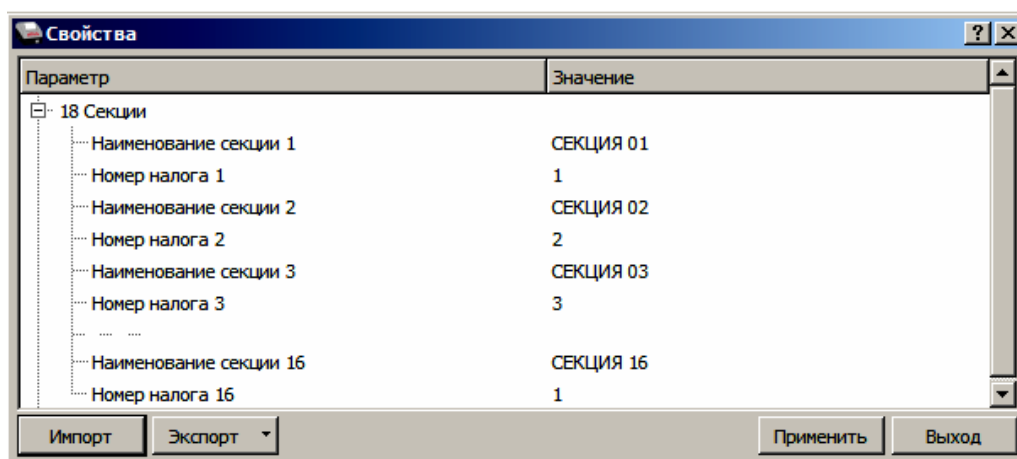 Свойства
Параметр Значение
18 Секции
Наименование секции 1 СЕКЦИЯ 01
Номер налога 1 1
Наименование секции 2 СЕКЦИЯ 02
Номер налога 2 2
Наименование секции 3 СЕКЦИЯ 03
Номер налога 3 3
... ... ...
Наименование секции 16 СЕКЦИЯ 16
Номер налога 16 1
Импорт Экспорт Применить Выход